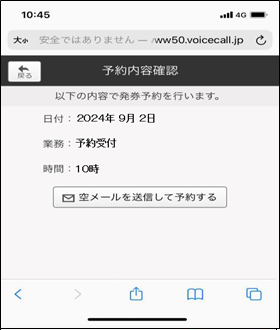 10:45 4G
大小 安全ではありません — ww50.voicecall.jp
戻る 予約内容確認
以下の内容で発券予約を行います。
日付： 2024年 9月 2日
業務： 予約受付
時間： 10時
空メールを送信して予約する